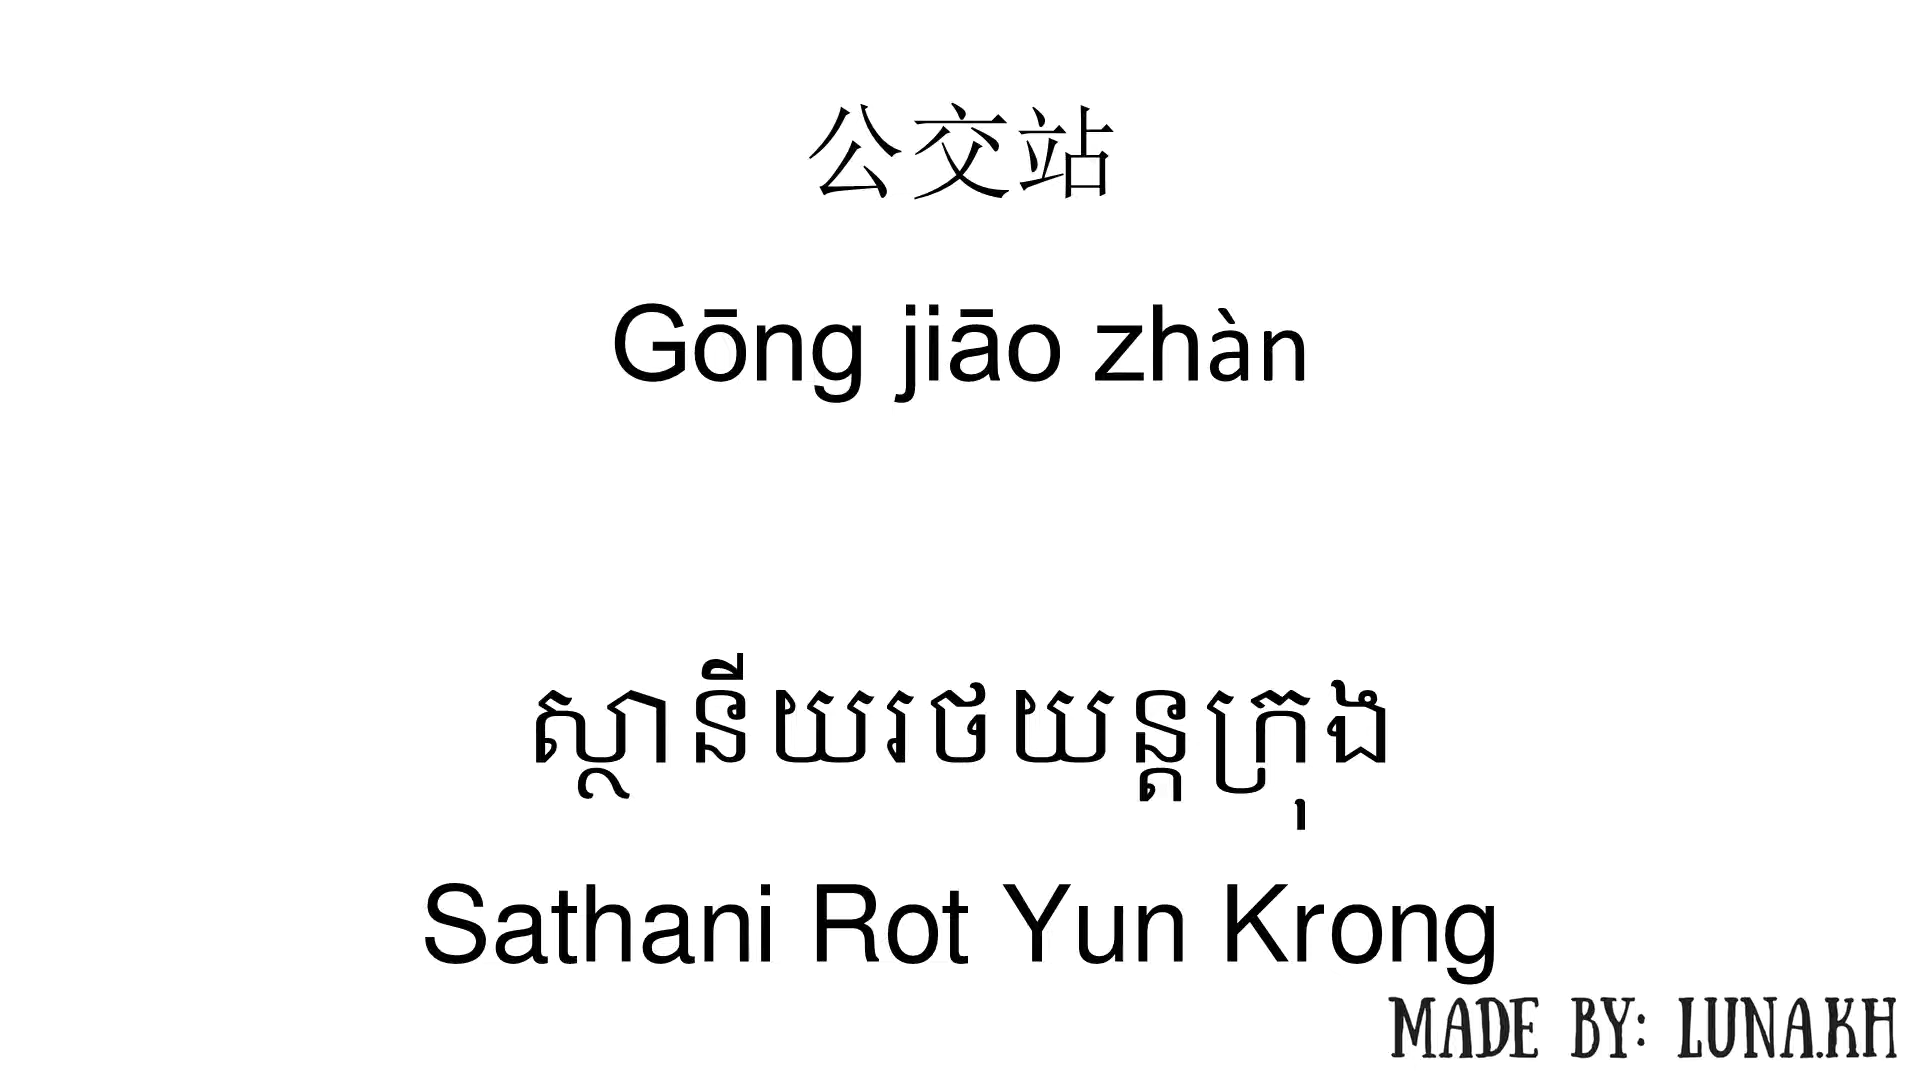 公交站
Gōng jiāo zhàn
ស្ថានីយរថយន្តក្រុង
Sathani Rot Yun Krong
MADE BY: LUNA.KH